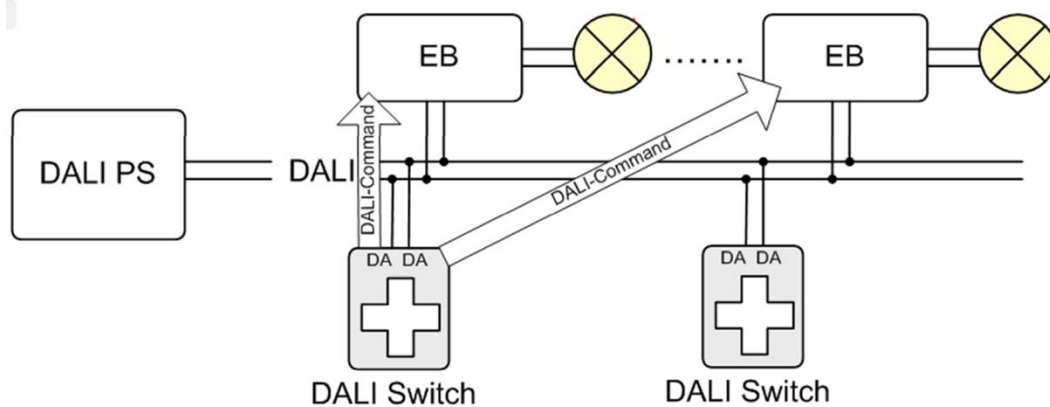 EB
EB
DALI PS
DALI
DALI-Command
DALI-Command
DA DA
DA DA
DALI Switch
DALI Switch